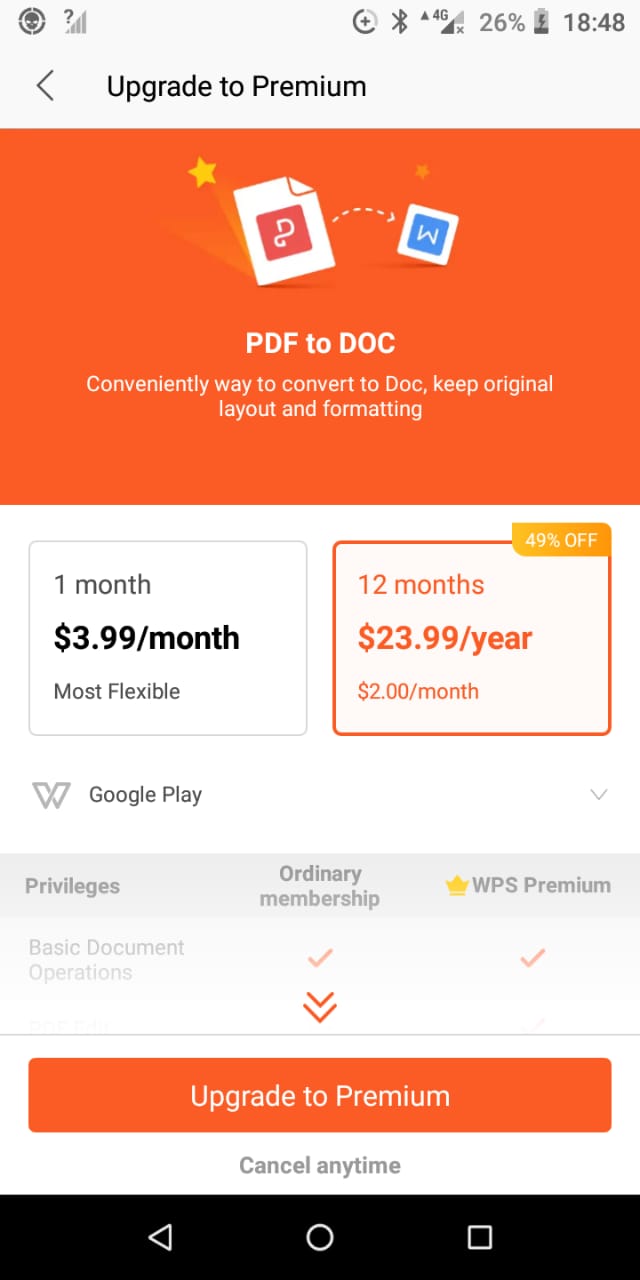 ? 4G 26% 18:48
Upgrade to Premium
PDF to DOC
Conveniently way to convert to Doc, keep original
layout and formatting
49% OFF
1 month
$3.99/month
Most Flexible
12 months
$23.99/year
$2.00/month
Google Play
Privileges
Ordinary
membership
WPS Premium
Basic Document
Operations
PDF Edit
Upgrade to Premium
Cancel anytime